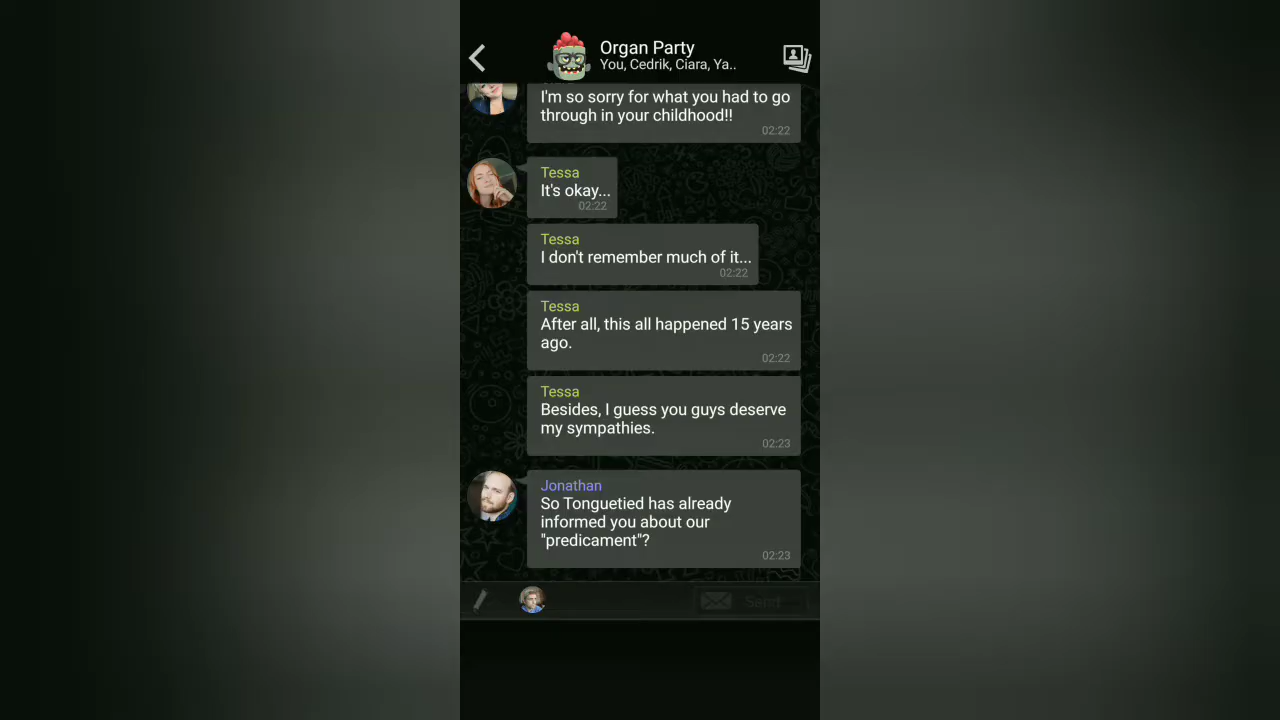 Organ Party
You, Cedrik, Ciara, Ya..
I'm so sorry for what you had to go
through in your childhood!!
02:22
Tessa
It's okay...
02:22
Tessa
I don't remember much of it...
02:22
Tessa
After all, this all happened 15 years
ago.
02:22
Tessa
Besides, I guess you guys deserve
my sympathies.
02:23
Jonathan
So Tonguetied has already
informed you about our
"predicament"?
02:23
Send